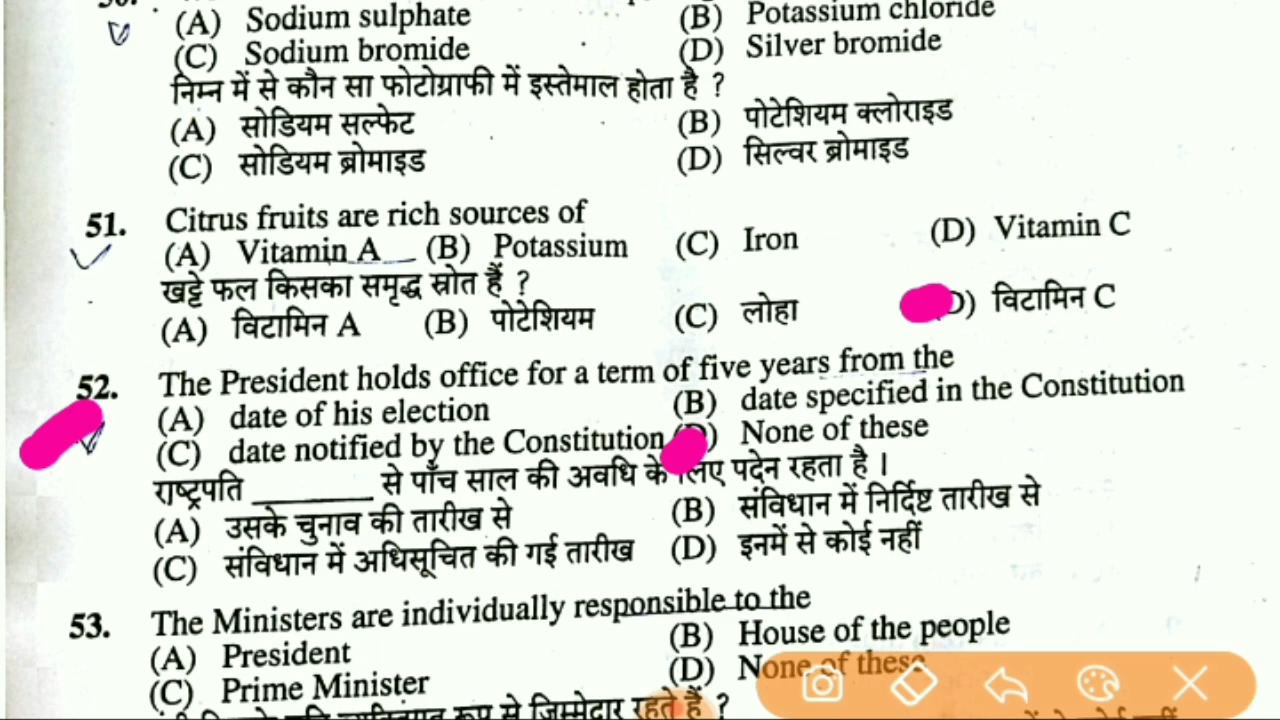 (A) Sodium sulphate (B) Potassium chloride
(C) Sodium bromide (D) Silver bromide
निम्न में से कौन सा फोटोग्राफी में इस्तेमाल होता है ?
(A) सोडियम सल्फेट (B) पोटेशियम क्लोराइड
(C) सोडियम ब्रोमाइड (D) सिल्वर ब्रोमाइड
51. Citrus fruits are rich sources of
(A) Vitamin A (B) Potassium (C) Iron (D) Vitamin C
खट्टे फल किसका समृद्ध स्रोत हैं ?
(A) विटामिन A (B) पोटेशियम (C) लोहा D) विटामिन C
52. The President holds office for a term of five years from the
(A) date of his election (B) date specified in the Constitution
(C) date notified by the Constitution ) None of these
राष्ट्रपति ________ से पाँच साल की अवधि के लिए पदेन रहता है ।
(A) उसके चुनाव की तारीख से (B) संविधान में निर्दिष्ट तारीख से
(C) संविधान में अधिसूचित की गई तारीख (D) इनमें से कोई नहीं
53. The Ministers are individually responsible to the
(A) President (B) House of the people
(C) Prime Minister (D) None of these
रूप से जिम्मेदार रहते हैं ?